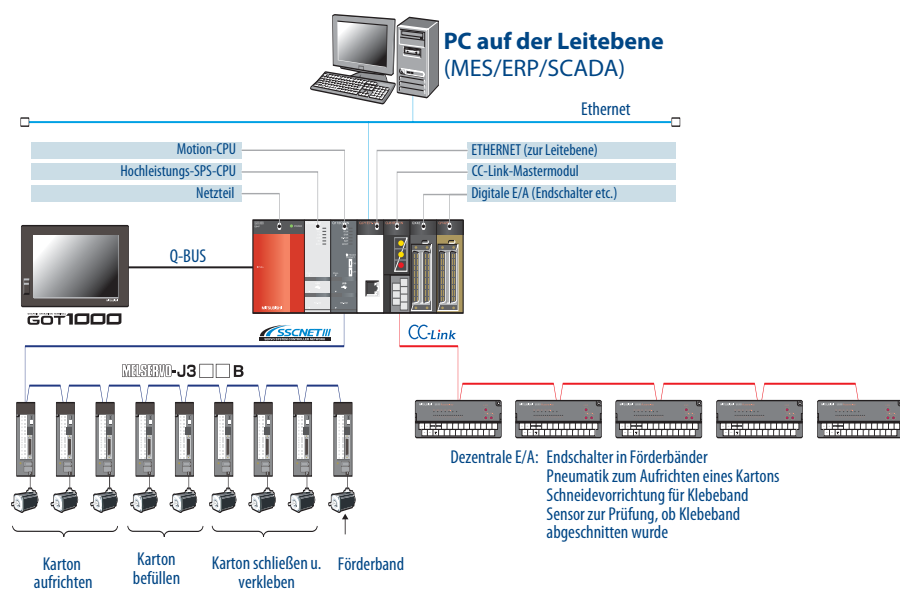 PC auf der Leitebene
(MES/ERP/SCADA)
Ethernet
Motion-CPU
Hochleistungs-SPS-CPU
Netzteil
ETHERNET (zur Leitebene)
CC-Link-Mastermodul
Digitale E/A (Endschalter etc.)
Q-BUS
GOT1000
SSCNET III
CC-Link
MELSERVO-J3□□B
Dezentrale E/A: Endschalter in Förderbänder
Pneumatik zum Aufrichten eines Kartons
Schneidevorrichtung für Klebeband
Sensor zur Prüfung, ob Klebeband
abgeschnitten wurde
Karton
aufrichten
Karton
befüllen
Karton schließen u.
verkleben
Förderband